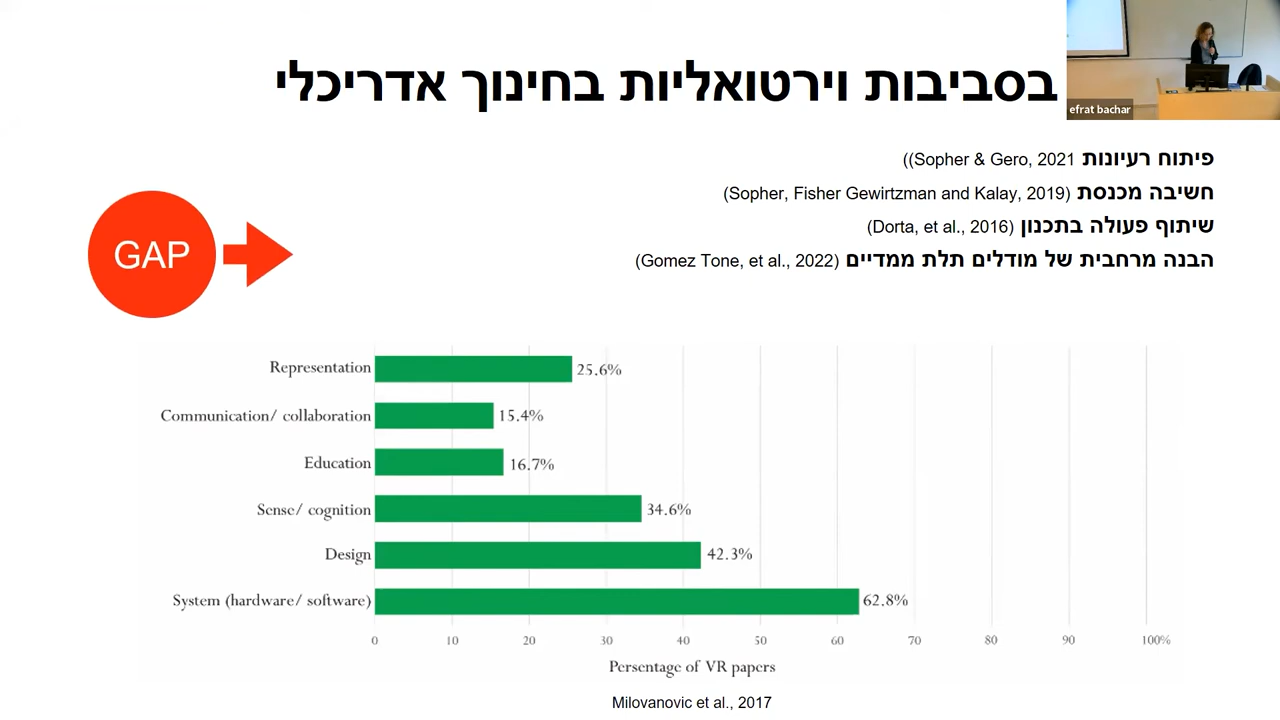 בסביבות וירטואליות בחינוך אדריכלי
efrat bachar
פיתוח רעיונות Sopher & Gero, 2021))
חשיבה מכנסת (Sopher, Fisher Gewirtzman and Kalay, 2019)
שיתוף פעולה בתכנון (Dorta, et al., 2016)
הבנה מרחבית של מודלים תלת ממדיים (Gomez Tone, et al., 2022)
GAP
Representation 25.6%
Communication/ collaboration 15.4%
Education 16.7%
Sense/ cognition 34.6%
Design 42.3%
System (hardware/ software) 62.8%
0 10 20 30 40 50 60 70 80 90 100%
Persentage of VR papers
Milovanovic et al., 2017